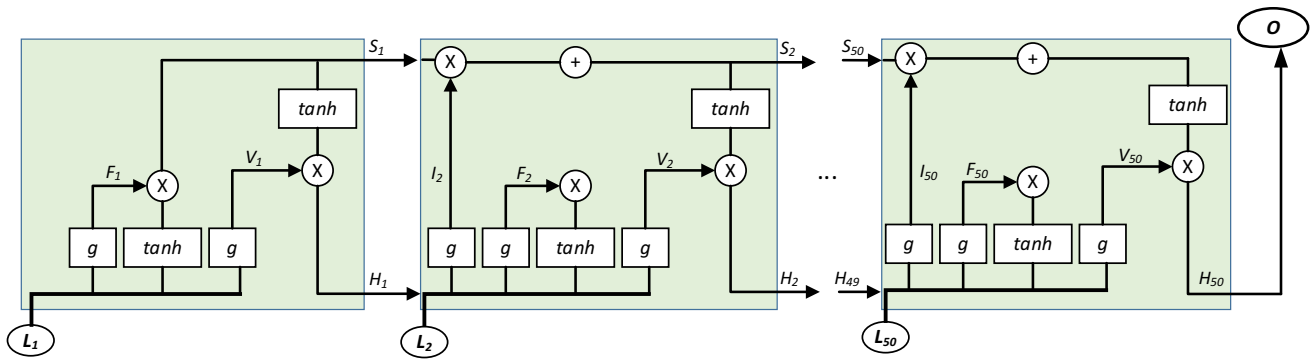 O
S₁ S₂ S₅₀
X + X +
tanh tanh tanh
V₁ X V₂ X V₅₀ X
F₁ X I₂ F₂ X ... I₅₀ F₅₀ X
g tanh g g g tanh g g g tanh g
H₁ H₂ H₄₉ H₅₀
L₁ L₂ L₅₀